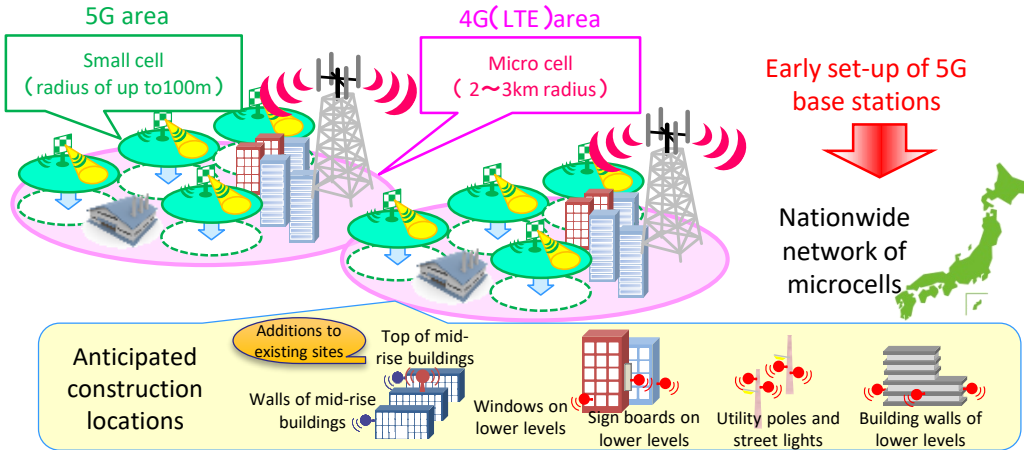 5G area
Small cell
（radius of up to100m）
4G(LTE)area
Micro cell
（2～3km radius）
Early set-up of 5G
base stations
Nationwide
network of
microcells
Anticipated
construction
locations
Additions to
existing sites
Top of mid-
rise buildings
Walls of mid-rise
buildings
Windows on
lower levels
Sign boards on
lower levels
Utility poles and
street lights
Building walls of
lower levels